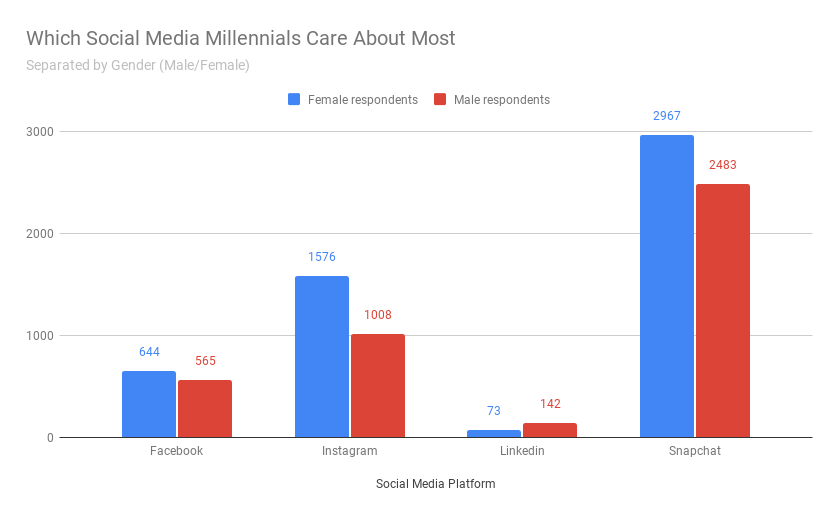 Which Social Media Millennials Care About Most
Separated by Gender (Male/Female)
Female respondents Male respondents
2967
3000
2483
2000
1576
1008
1000
644
565
142
73
0
Facebook Instagram Linkedin Snapchat
Social Media Platform